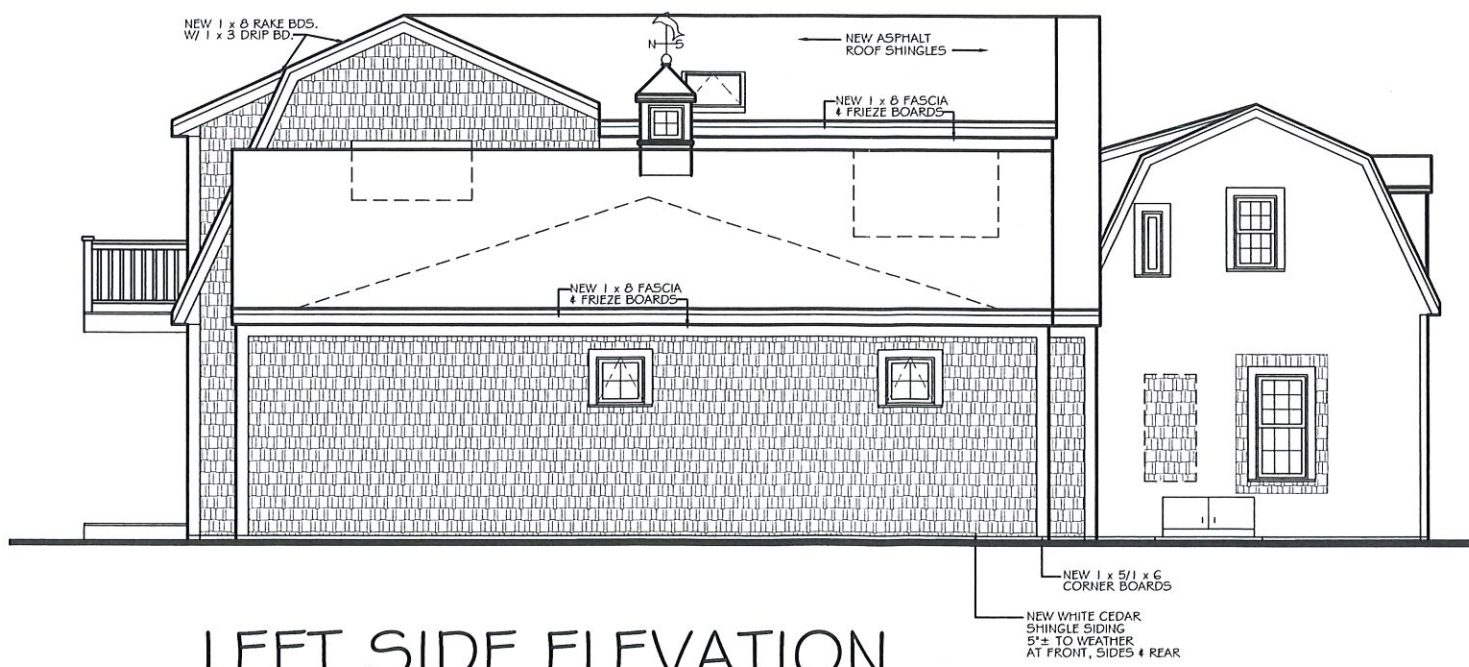 NEW 1 x 8 RAKE BDS.
W/ 1 x 3 DRIP BD.
N S
NEW ASPHALT
ROOF SHINGLES
NEW 1 x 8 FASCIA
& FRIEZE BOARDS
NEW 1 x 8 FASCIA
& FRIEZE BOARDS
NEW 1 x 5/1 x 6
CORNER BOARDS
NEW WHITE CEDAR
SHINGLE SIDING
5"± TO WEATHER
AT FRONT, SIDES & REAR
LEFT SIDE ELEVATION